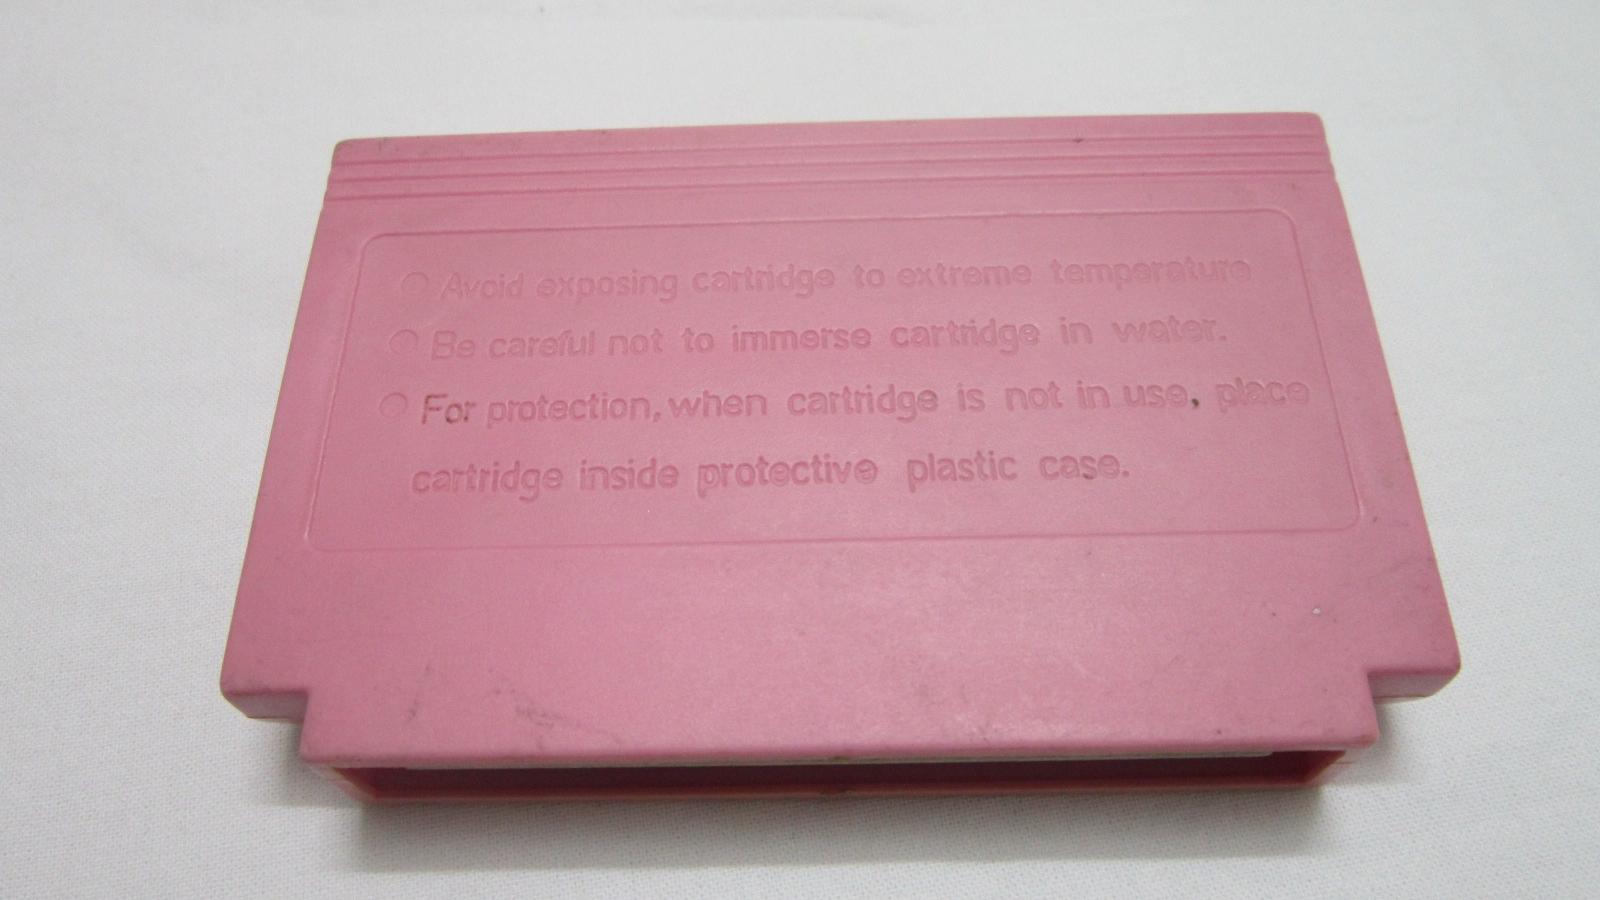 Avoid exposing cartridge to extreme temperature
Be careful not to immerse cartridge in water.
For protection, when cartridge is not in use, place
cartridge inside protective plastic case.